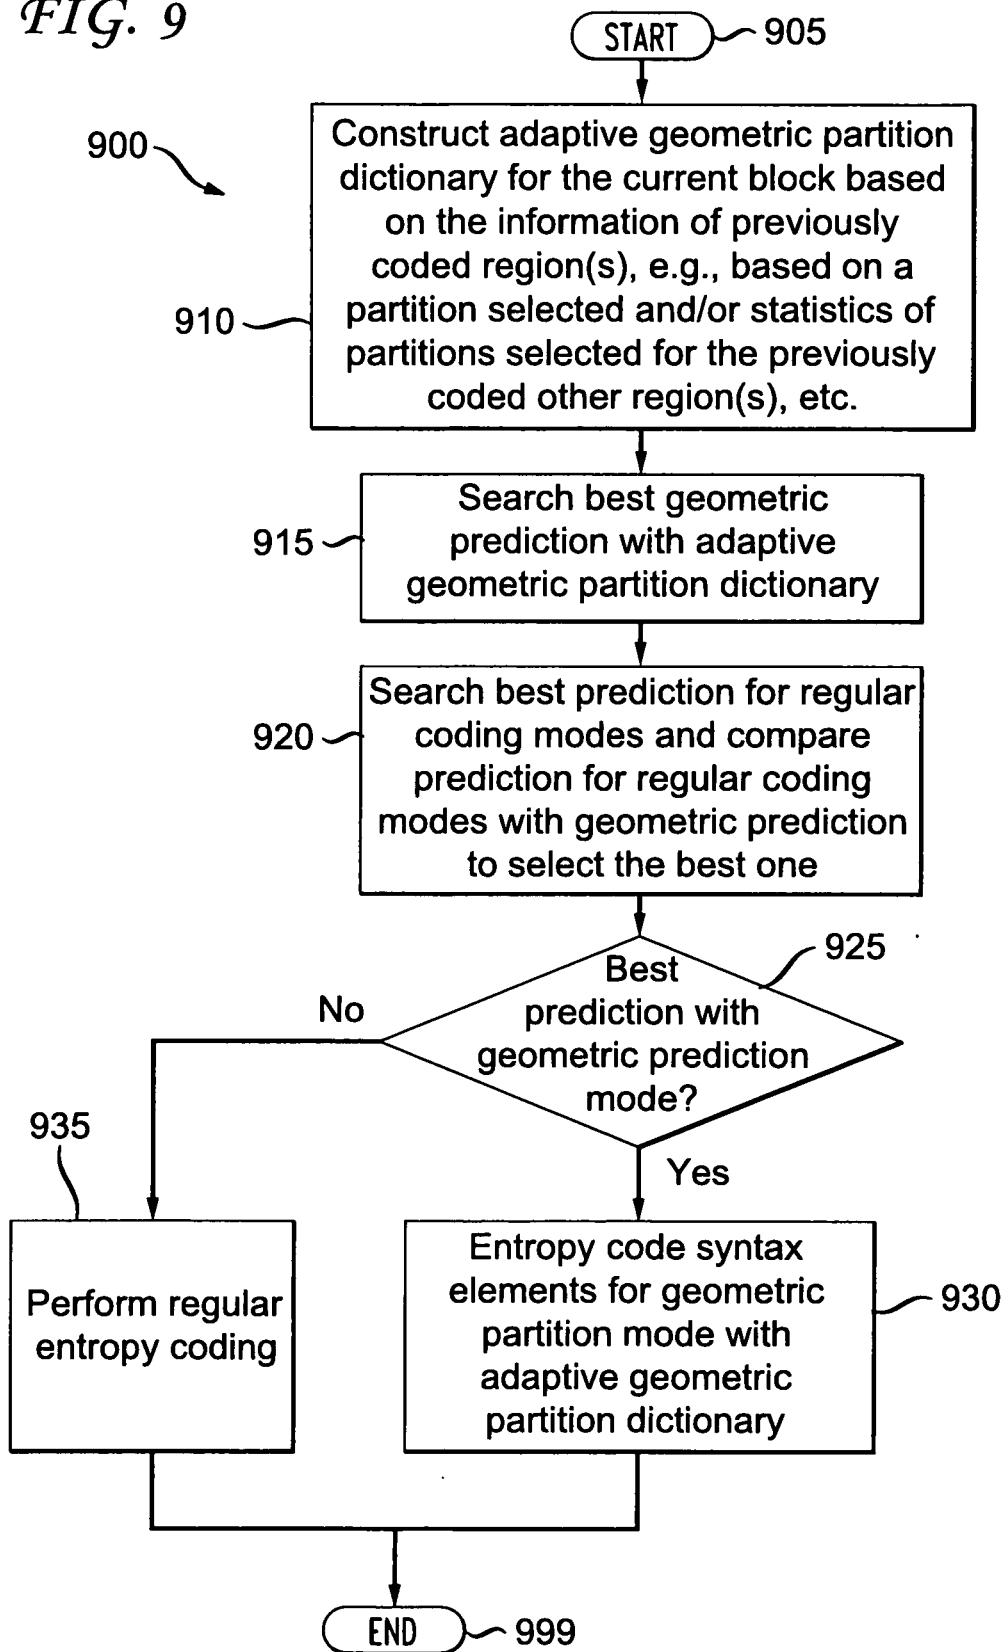 FIG. 9
START
905
900
Construct adaptive geometric partition
dictionary for the current block based
on the information of previously
coded region(s), e.g., based on a
partition selected and/or statistics of
partitions selected for the previously
coded other region(s), etc.
910
Search best geometric
prediction with adaptive
geometric partition dictionary
915
Search best prediction for regular
coding modes and compare
prediction for regular coding
modes with geometric prediction
to select the best one
920
925
Best
prediction with
geometric prediction
mode?
No
Yes
935
Perform regular
entropy coding
Entropy code syntax
elements for geometric
partition mode with
adaptive geometric
partition dictionary
930
END
999